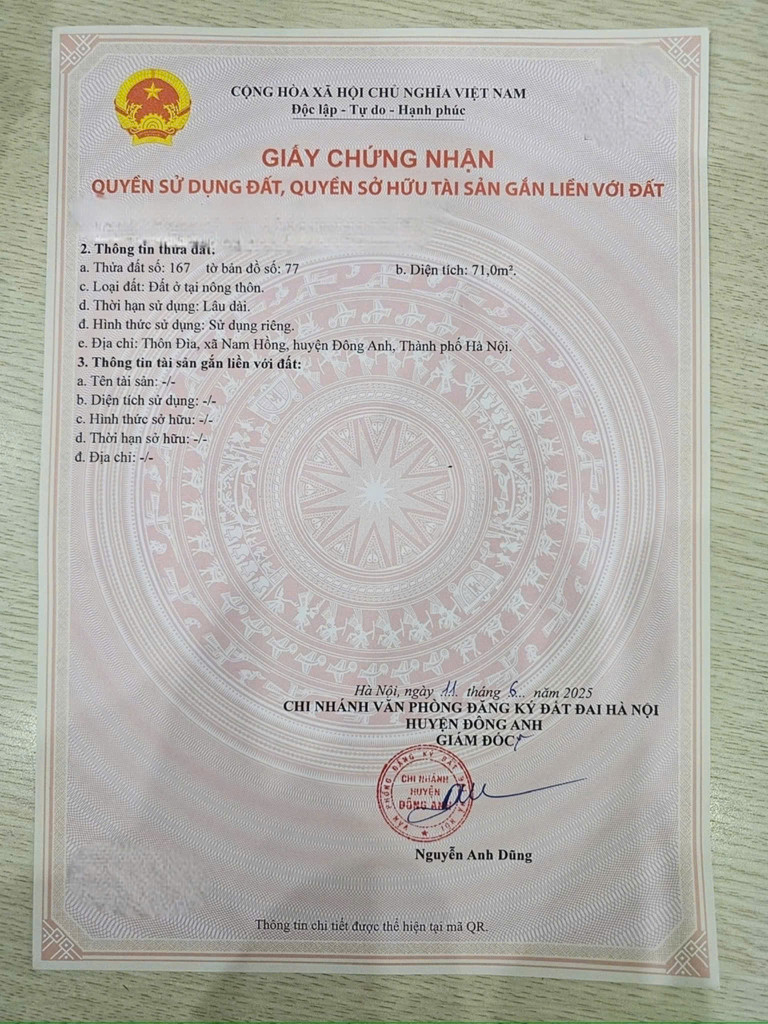 CỘNG HÒA XÃ HỘI CHỦ NGHĨA VIỆT NAM
Độc lập - Tự do - Hạnh phúc
GIẤY CHỨNG NHẬN
QUYỀN SỬ DỤNG ĐẤT, QUYỀN SỞ HỮU TÀI SẢN GẮN LIỀN VỚI ĐẤT
2. Thông tin thửa đất:
a. Thửa đất số: 167 tờ bản đồ số: 77 b. Diện tích: 71,0m².
c. Loại đất: Đất ở tại nông thôn.
d. Thời hạn sử dụng: Lâu dài.
đ. Hình thức sử dụng: Sử dụng riêng.
e. Địa chỉ: Thôn Đìa, xã Nam Hồng, huyện Đông Anh, Thành phố Hà Nội.
3. Thông tin tài sản gắn liền với đất:
a. Tên tài sản: -/-
b. Diện tích sử dụng: -/-
c. Hình thức sở hữu: -/-
d. Thời hạn sở hữu: -/-
đ. Địa chỉ: -/-
Hà Nội, ngày 11 tháng 6 năm 2025
CHI NHÁNH VĂN PHÒNG ĐĂNG KÝ ĐẤT ĐAI HÀ NỘI
HUYỆN ĐÔNG ANH
GIÁM ĐỐC
CHI NHÁNH
HUYỆN
ĐÔNG ANH
Nguyễn Anh Dũng
Thông tin chi tiết được thể hiện tại mã QR.